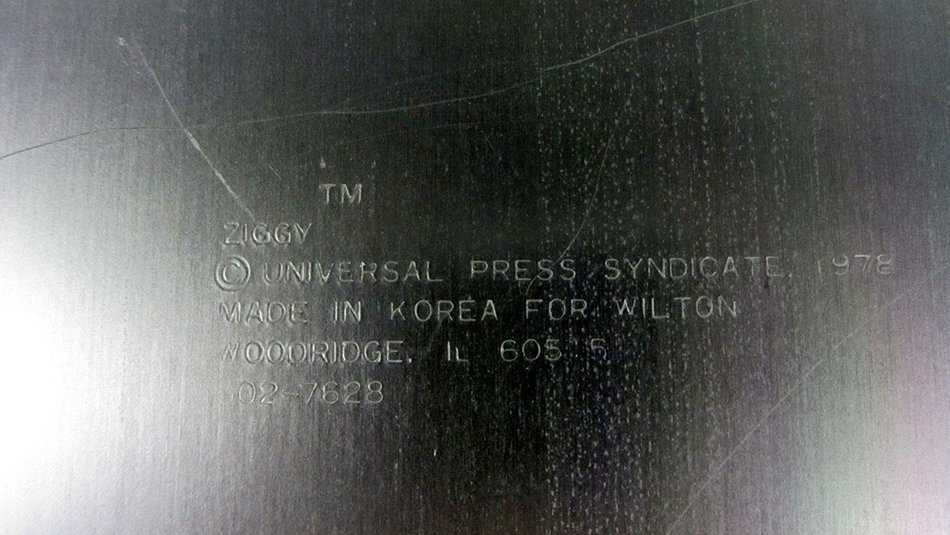 TM
ZIGGY
© UNIVERSAL PRESS SYNDICATE, 1978
MADE IN KOREA FOR WILTON
WOODRIDGE, IL
02-7628